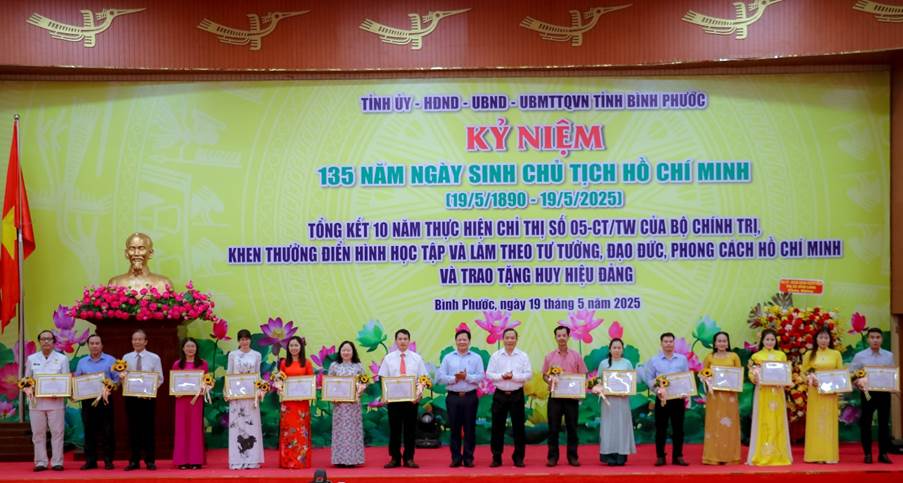 TỈNH ỦY - HĐND - UBND - UBMTTQVN TỈNH BÌNH PHƯỚC
KỶ NIỆM
135 NĂM NGÀY SINH CHỦ TỊCH HỒ CHÍ MINH
(19/5/1890 - 19/5/2025)
TỔNG KẾT 10 NĂM THỰC HIỆN CHỈ THỊ SỐ 05-CT/TW CỦA BỘ CHÍNH TRỊ,
KHEN THƯỞNG ĐIỂN HÌNH HỌC TẬP VÀ LÀM THEO TƯ TƯỞNG, ĐẠO ĐỨC, PHONG CÁCH HỒ CHÍ MINH
VÀ TRAO TẶNG HUY HIỆU ĐẢNG
Bình Phước, ngày 19 tháng 5 năm 2025